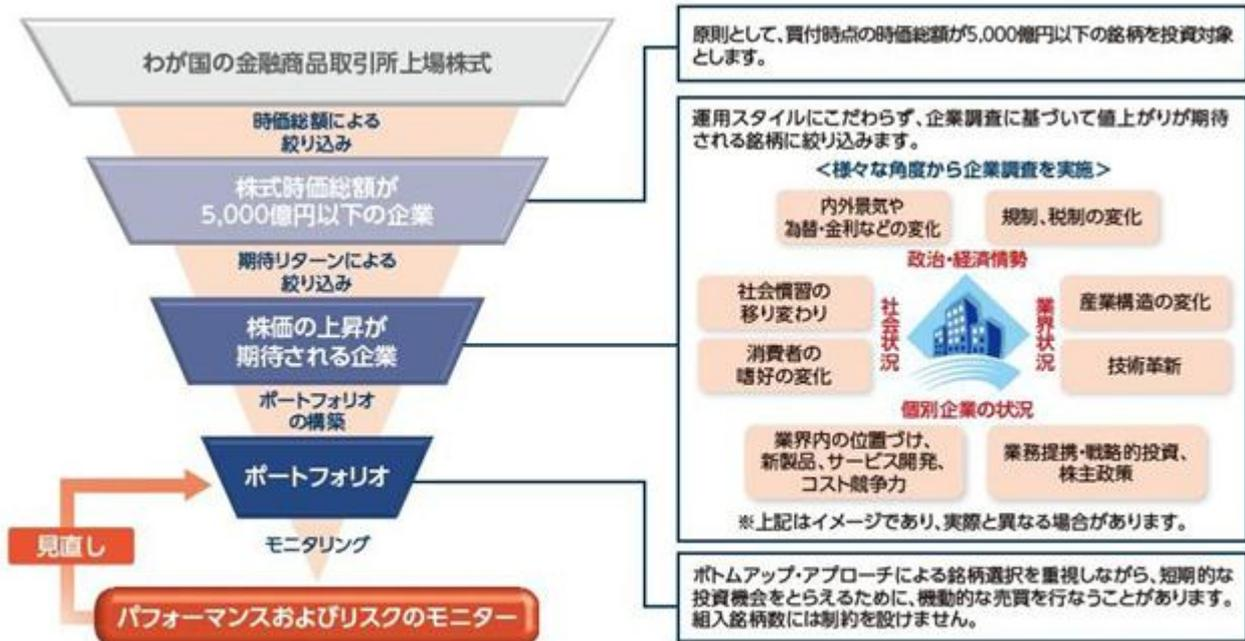 わが国の金融商品取引所上場株式
時価総額による
絞り込み
株式時価総額が
5,000億円以下の企業
期待リターンによる
絞り込み
株価の上昇が
期待される企業
ポートフォリオ
の構築
ポートフォリオ
モニタリング
見直し
パフォーマンスおよびリスクのモニター
原則として、買付時点の時価総額が5,000億円以下の銘柄を投資対象
とします。
運用スタイルにこだわらず、企業調査に基づいて値上がりが期待
される銘柄に絞り込みます。
＜様々な角度から企業調査を実施＞
内外景気や
為替・金利などの変化
規制、税制の変化
政治・経済情勢
社会慣習の
移り変わり
消費者の
嗜好の変化
社会状況
業界状況
産業構造の変化
技術革新
個別企業の状況
業界内の位置づけ、
新製品、サービス開発、
コスト競争力
業務提携・戦略的投資、
株主政策
※上記はイメージであり、実際と異なる場合があります。
ボトムアップ・アプローチによる銘柄選択を重視しながら、短期的な
投資機会をとらえるために、機動的な売買を行なうことがあります。
組入銘柄数には制約を設けません。